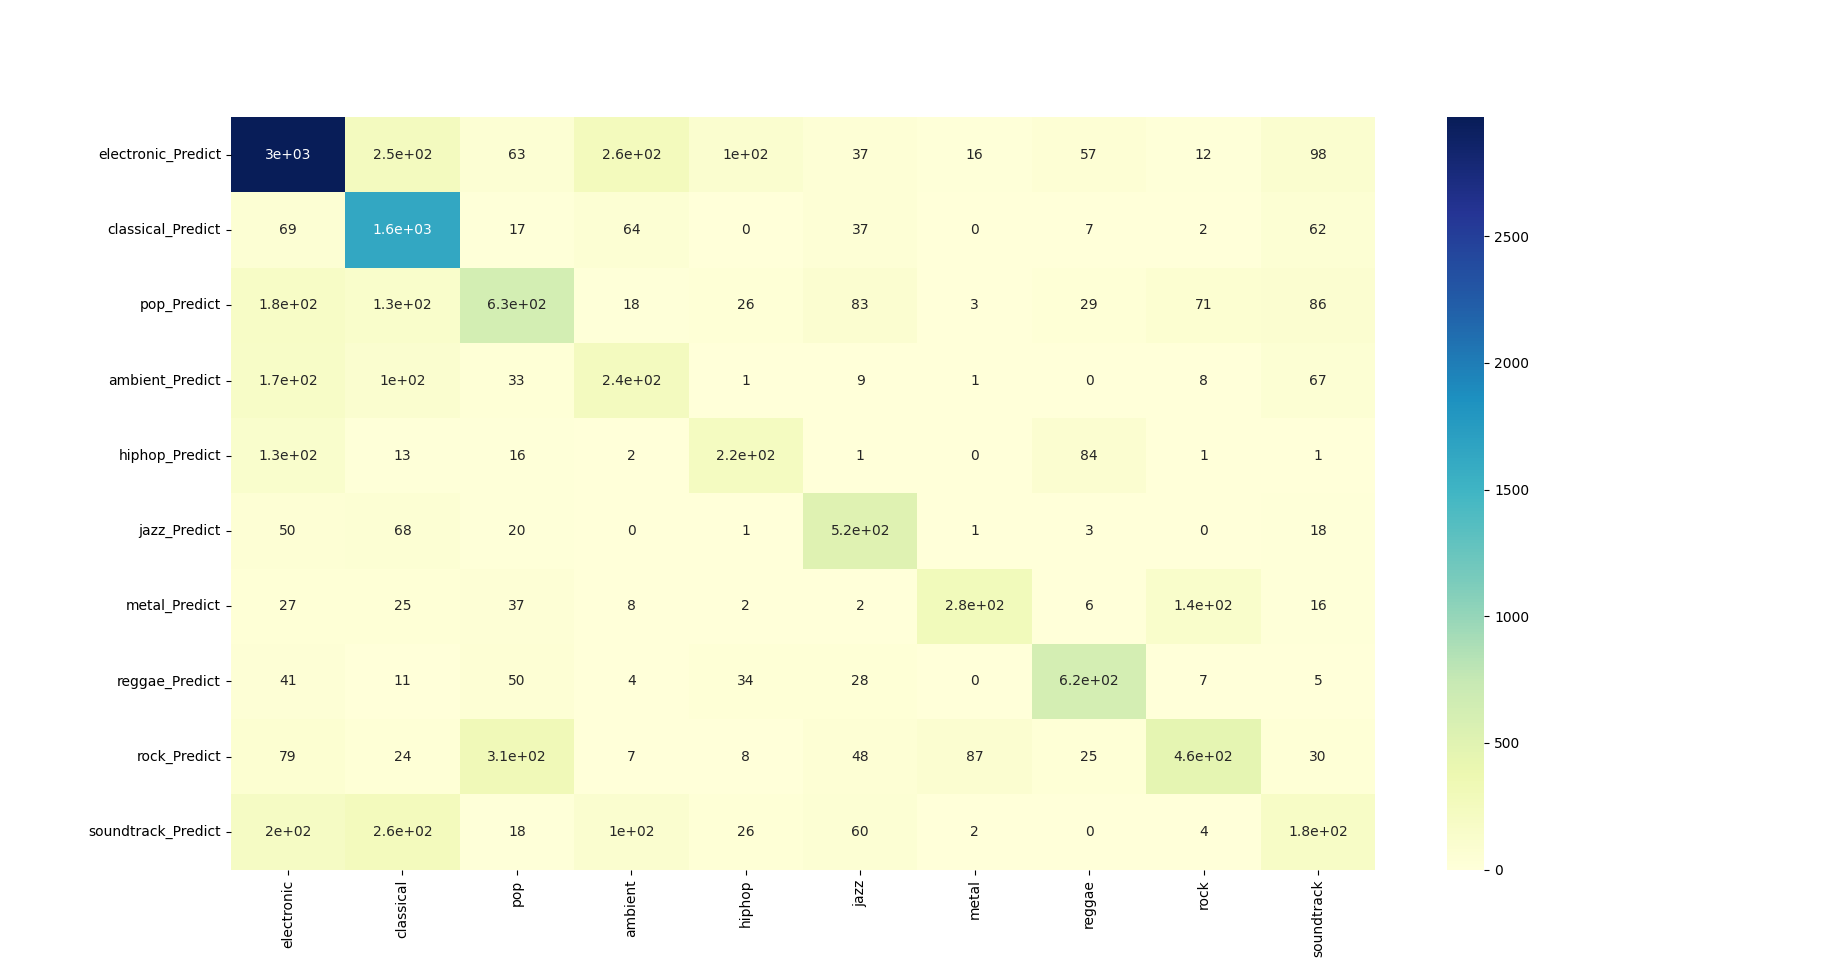 electronic_Predict 3e+03 2.5e+02 63 2.6e+02 1e+02 37 16 57 12 98
classical_Predict 69 1.6e+03 17 64 0 37 0 7 2 62
pop_Predict 1.8e+02 1.3e+02 6.3e+02 18 26 83 3 29 71 86
ambient_Predict 1.7e+02 1e+02 33 2.4e+02 1 9 1 0 8 67
hiphop_Predict 1.3e+02 13 16 2 2.2e+02 1 0 84 1 1
jazz_Predict 50 68 20 0 1 5.2e+02 1 3 0 18
metal_Predict 27 25 37 8 2 2 2.8e+02 6 1.4e+02 16
reggae_Predict 41 11 50 4 34 28 0 6.2e+02 7 5
rock_Predict 79 24 3.1e+02 7 8 48 87 25 4.6e+02 30
soundtrack_Predict 2e+02 2.6e+02 18 1e+02 26 60 2 0 4 1.8e+02
electronic classical pop ambient hiphop jazz metal reggae rock soundtrack
2500
2000
1500
1000
500
0